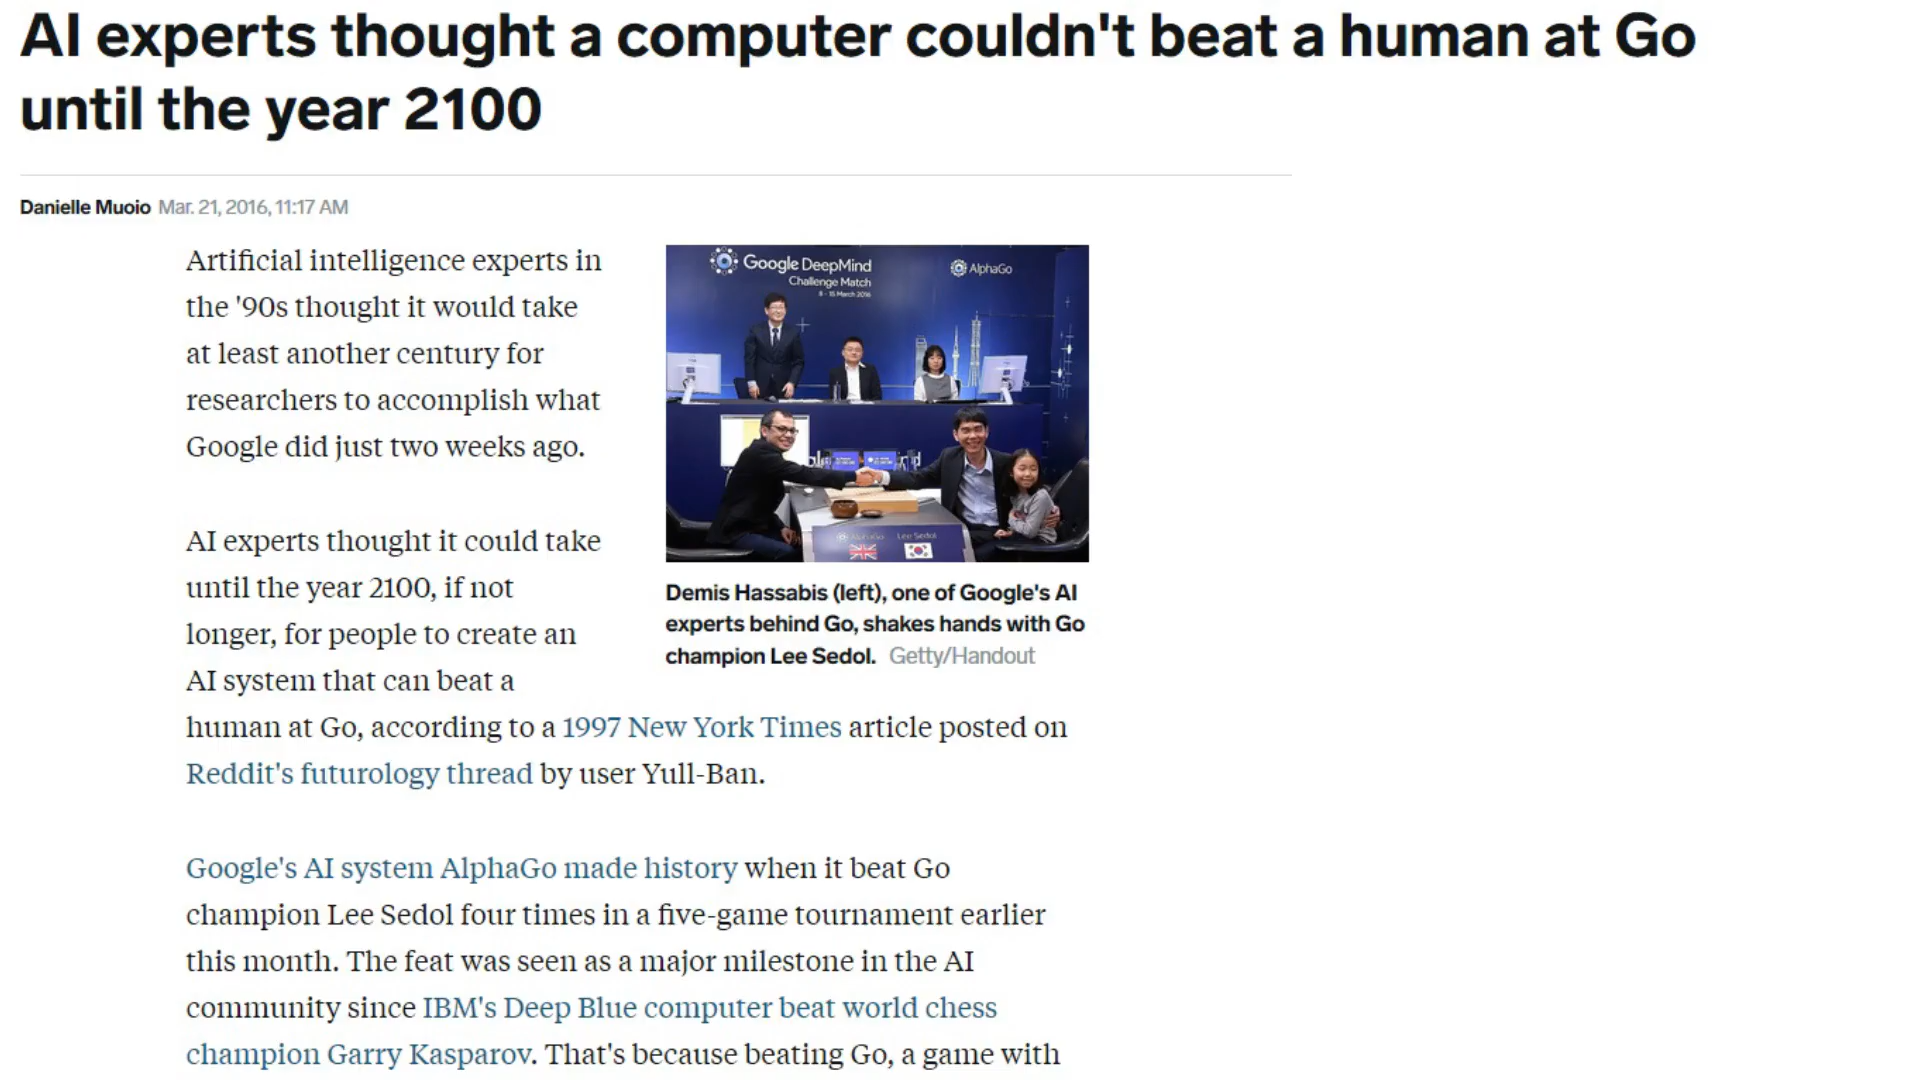 AI experts thought a computer couldn't beat a human at Go
until the year 2100
Danielle Muoio Mar. 21, 2016, 11:17 AM
Artificial intelligence experts in
the '90s thought it would take
at least another century for
researchers to accomplish what
Google did just two weeks ago.
AI experts thought it could take
until the year 2100, if not
longer, for people to create an
AI system that can beat a
human at Go, according to a 1997 New York Times article posted on
Reddit's futurology thread by user Yull-Ban.
Google DeepMind
Challenge Match
8 - 15 March 2016
AlphaGo
AlphaGo
Lee Sedol
Demis Hassabis (left), one of Google's AI
experts behind Go, shakes hands with Go
champion Lee Sedol. Getty/Handout
Google's AI system AlphaGo made history when it beat Go
champion Lee Sedol four times in a five-game tournament earlier
this month. The feat was seen as a major milestone in the AI
community since IBM's Deep Blue computer beat world chess
champion Garry Kasparov. That's because beating Go, a game with